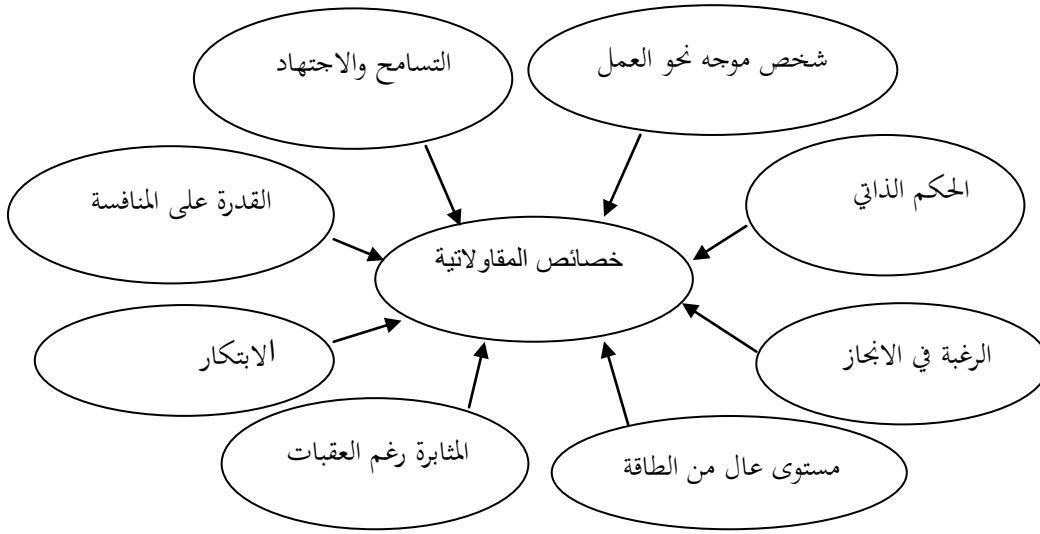 شخص موجه نحو العمل
التسامح والاجتهاد
الحكم الذاتي
القدرة على المنافسة
خصائص المقاولاتية
الرغبة في الانجاز
الابتكار
مستوى عال من الطاقة
المثابرة رغم العقبات